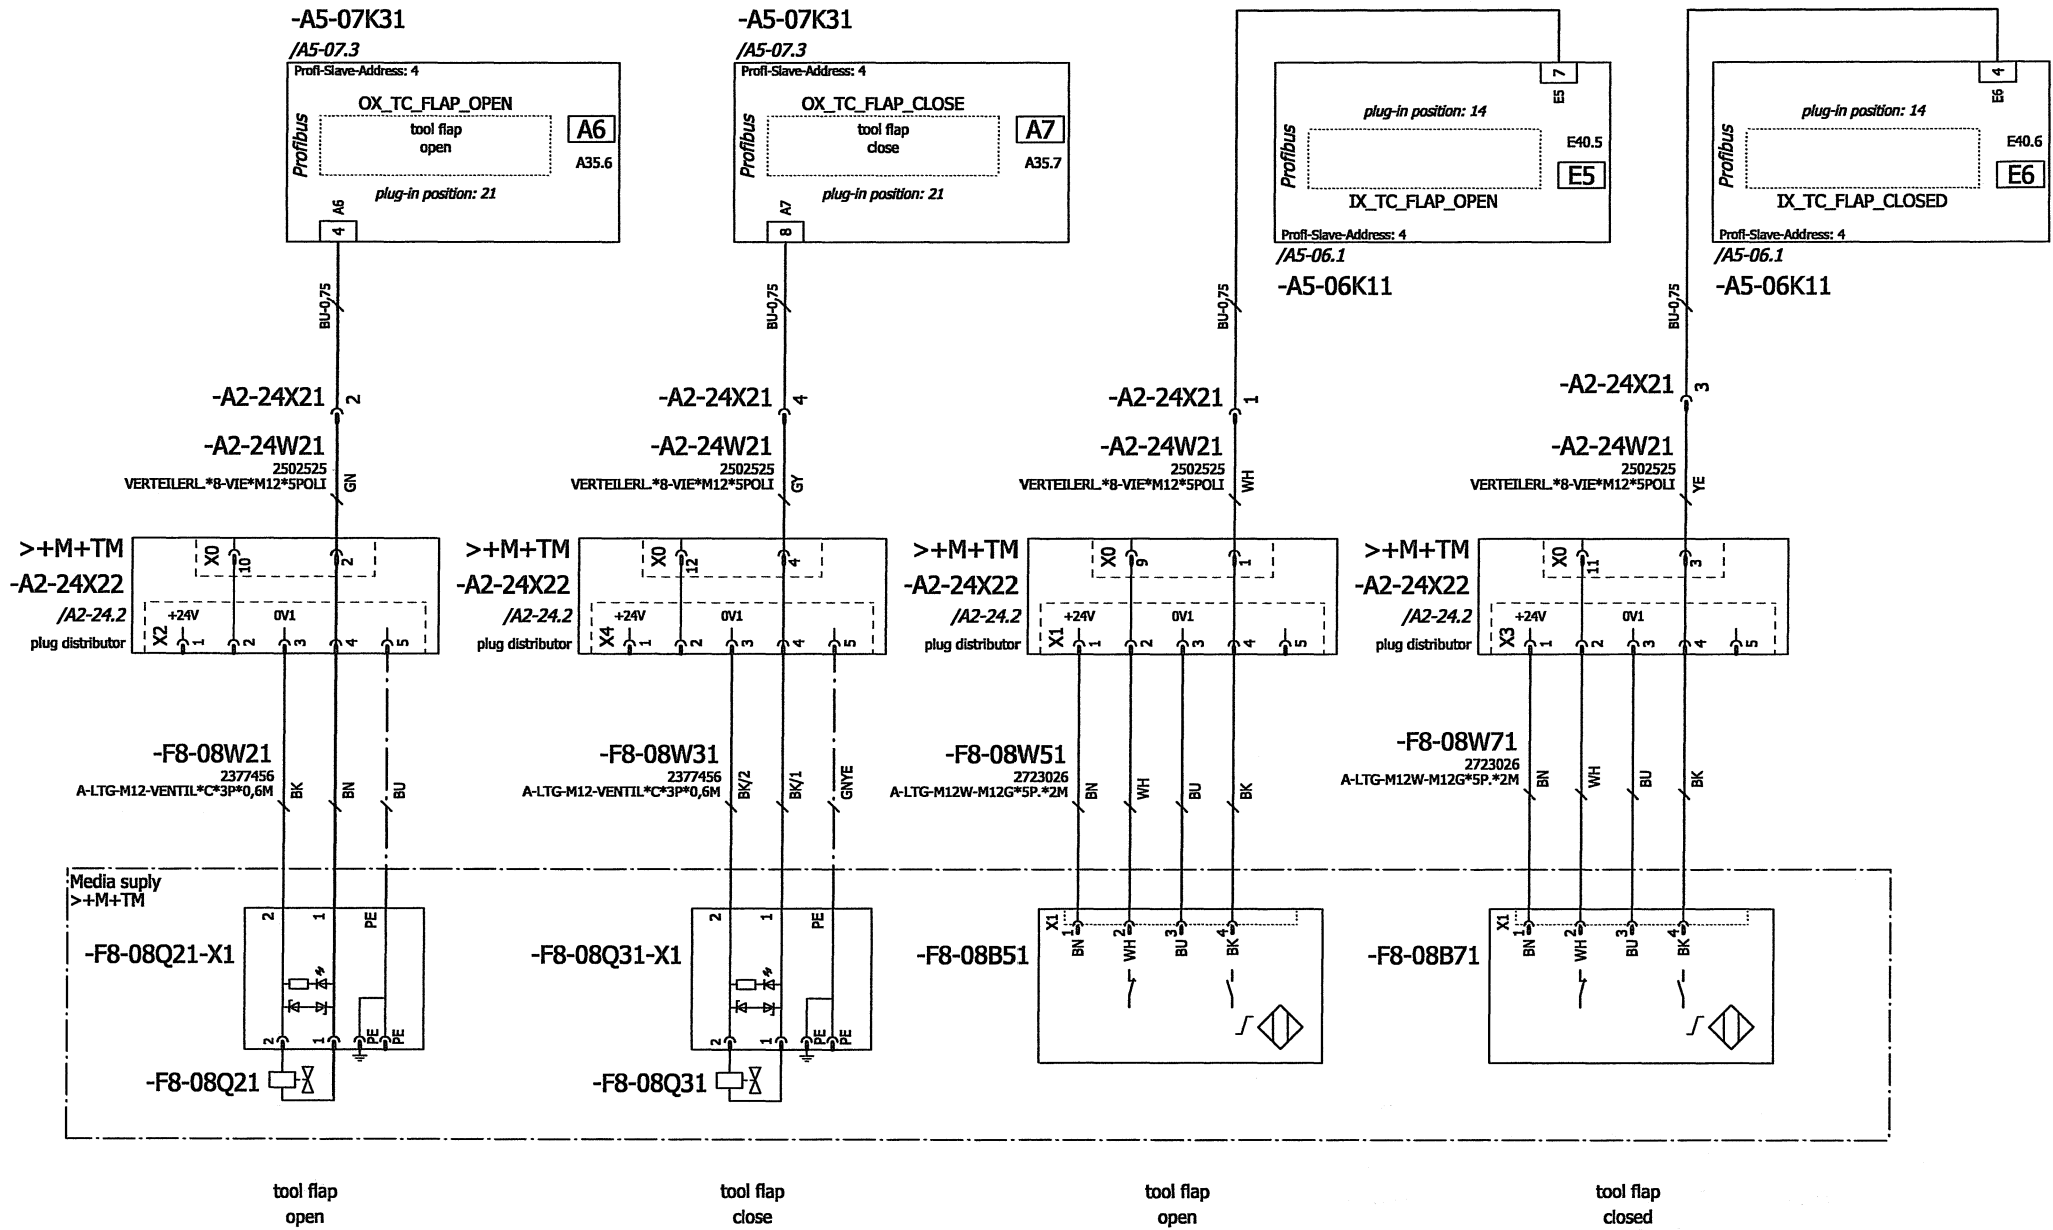 -A5-07K31
/A5-07.3
Profi-Slave-Address: 4
OX_TC_FLAP_OPEN
Profibus
tool flap
open
A6
A35.6
plug-in position: 21
A6
4
BU-0,75
-A2-24X21
2
-A2-24W21
2502525
VERTEILERL.*8-VIE*M12*5POLI
GN
>+M+TM
-A2-24X22
/A2-24.2
plug distributor
X0
10
2
+24V
0V1
X2
1
2
3
4
5
-F8-08W21
2377456
A-LTG-M12-VENTIL*C*3P*0,6M
BK
BN
BU
Media suply
>+M+TM
2
1
PE
-F8-08Q21-X1
2
1
PE
PE
-F8-08Q21
tool flap
open
-A5-07K31
/A5-07.3
Profi-Slave-Address: 4
OX_TC_FLAP_CLOSE
Profibus
tool flap
close
A7
A35.7
plug-in position: 21
A7
8
BU-0,75
-A2-24X21
4
-A2-24W21
2502525
VERTEILERL.*8-VIE*M12*5POLI
GY
>+M+TM
-A2-24X22
/A2-24.2
plug distributor
X0
12
4
+24V
0V1
X4
1
2
3
4
5
-F8-08W31
2377456
A-LTG-M12-VENTIL*C*3P*0,6M
BK/2
BK/1
GNYE
2
1
PE
-F8-08Q31-X1
2
1
PE
PE
-F8-08Q31
tool flap
close
7
E5
plug-in position: 14
Profibus
E40.5
E5
IX_TC_FLAP_OPEN
Profi-Slave-Address: 4
/A5-06.1
-A5-06K11
BU-0,75
-A2-24X21
1
-A2-24W21
2502525
VERTEILERL.*8-VIE*M12*5POLI
WH
>+M+TM
-A2-24X22
/A2-24.2
plug distributor
X0
9
1
+24V
0V1
X1
1
2
3
4
5
-F8-08W51
2723026
A-LTG-M12W-M12G*5P.*2M
BN
WH
BU
BK
X1
1
2
3
4
BN
WH
BU
BK
-F8-08B51
tool flap
open
4
E6
plug-in position: 14
Profibus
E40.6
E6
IX_TC_FLAP_CLOSED
Profi-Slave-Address: 4
/A5-06.1
-A5-06K11
BU-0,75
-A2-24X21
3
-A2-24W21
2502525
VERTEILERL.*8-VIE*M12*5POLI
YE
>+M+TM
-A2-24X22
/A2-24.2
plug distributor
X0
11
3
+24V
0V1
X3
1
2
3
4
5
-F8-08W71
2723026
A-LTG-M12W-M12G*5P.*2M
BN
WH
BU
BK
X1
1
2
3
4
BN
WH
BU
BK
-F8-08B71
tool flap
closed